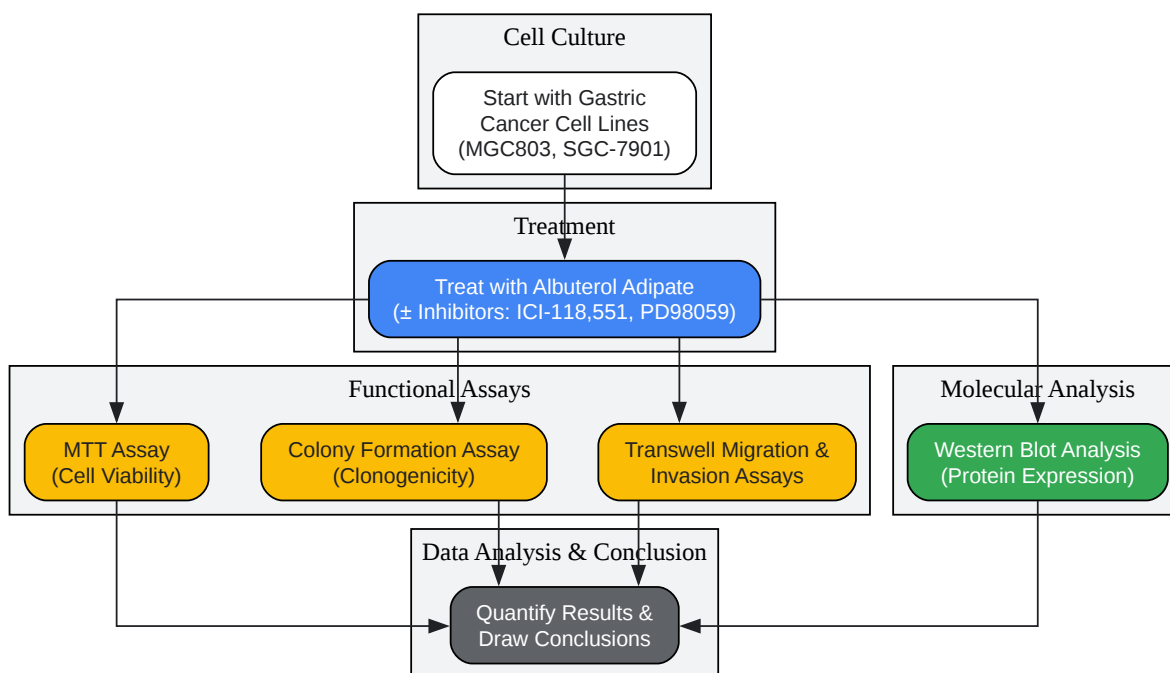 Cell Culture
Start with Gastric
Cancer Cell Lines
(MGC803, SGC-7901)
Treatment
Treat with Albuterol Adipate
(± Inhibitors: ICI-118,551, PD98059)
Functional Assays
MTT Assay
(Cell Viability)
Colony Formation Assay
(Clonogenicity)
Transwell Migration &
Invasion Assays
Molecular Analysis
Western Blot Analysis
(Protein Expression)
Data Analysis & Conclusion
Quantify Results &
Draw Conclusions